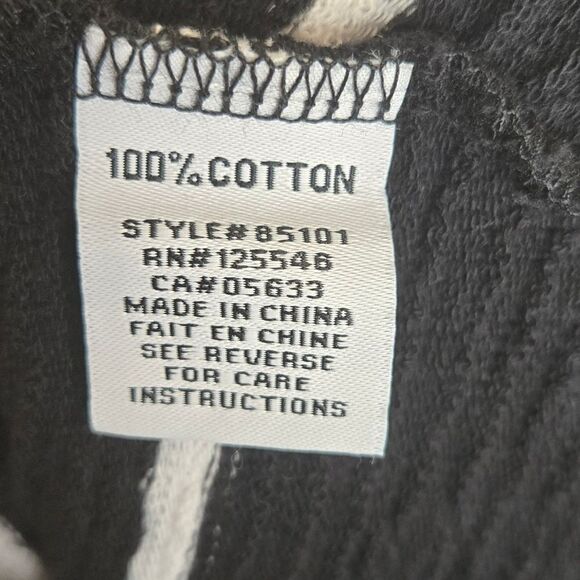 100% COTTON
STYLE# 85101
RN#125546
CA#05633
MADE IN CHINA
FAIT EN CHINE
SEE REVERSE
FOR CARE
INSTRUCTIONS